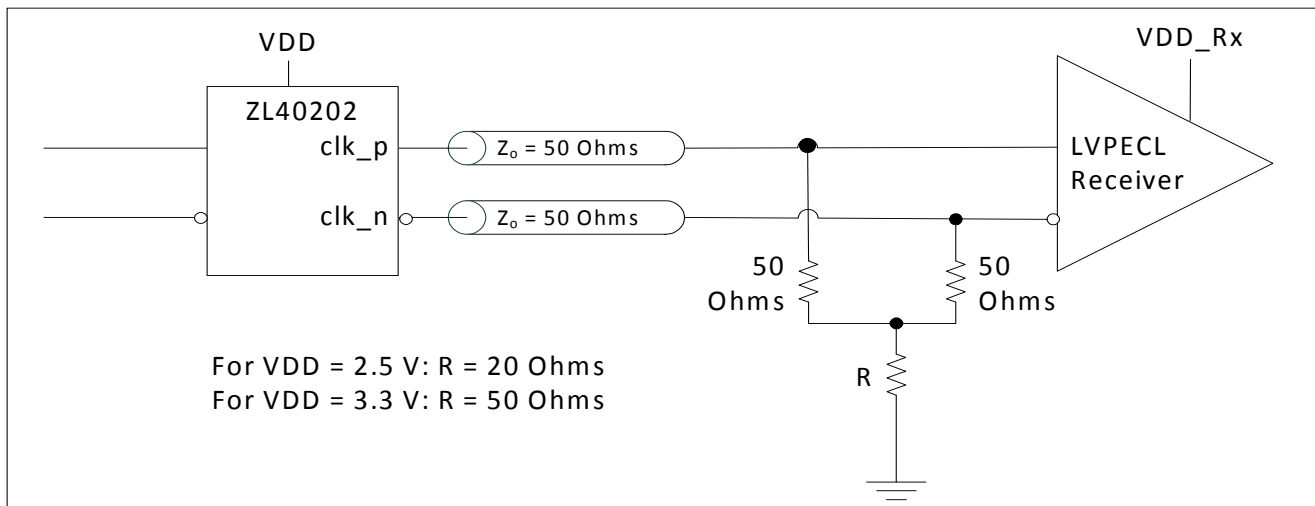 VDD
VDD_Rx
ZL40202
clk_p
Zₒ = 50 Ohms
LVPECL
Receiver
clk_n
Zₒ = 50 Ohms
50
Ohms
50
Ohms
For VDD = 2.5 V: R = 20 Ohms
For VDD = 3.3 V: R = 50 Ohms
R